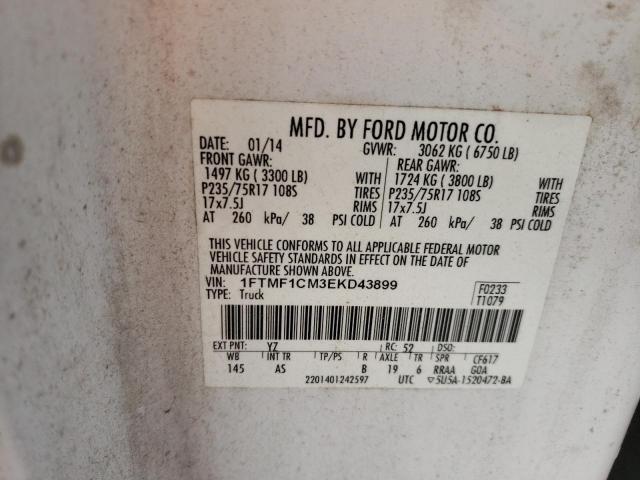 MFD. BY FORD MOTOR CO.
DATE: 01/14 GVWR: 3062 KG ( 6750 LB)
FRONT GAWR: REAR GAWR:
1497 KG ( 3300 LB) WITH 1724 KG ( 3800 LB) WITH
P235/75R17 108S TIRES P235/75R17 108S TIRES
17x7.5J RIMS 17x7.5J RIMS
AT 260 kPa/ 38 PSI COLD AT 260 kPa/ 38 PSI COLD
THIS VEHICLE CONFORMS TO ALL APPLICABLE FEDERAL MOTOR
VEHICLE SAFETY STANDARDS IN EFFECT ON THE DATE OF
MANUFACTURE SHOWN ABOVE.
VIN: 1FTMF1CM3EKD43899 F0233
TYPE: Truck T1079
EXT PNT: YZ RC: 52 DSO:
WB INT TR TP/PS R AXLE TR SPR CF617
145 AS B 19 6 RRAA GOA
2201401242597 UTC ▽5U5A-1520472-BA